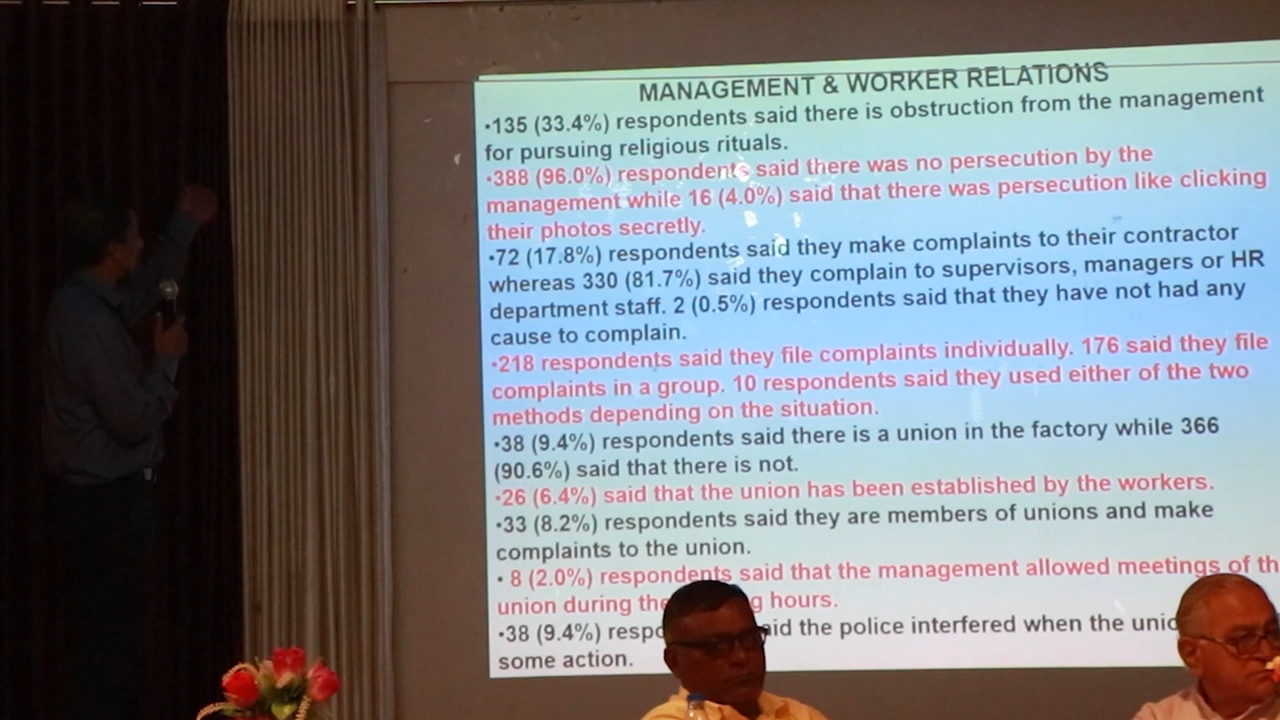 MANAGEMENT & WORKER RELATIONS
•135 (33.4%) respondents said there is obstruction from the management
for pursuing religious rituals.
•388 (96.0%) respondents said there was no persecution by the
management while 16 (4.0%) said that there was persecution like clicking
their photos secretly.
•72 (17.8%) respondents said they make complaints to their contractor
whereas 330 (81.7%) said they complain to supervisors, managers or HR
department staff. 2 (0.5%) respondents said that they have not had any
cause to complain.
•218 respondents said they file complaints individually. 176 said they file
complaints in a group. 10 respondents said they used either of the two
methods depending on the situation.
•38 (9.4%) respondents said there is a union in the factory while 366
(90.6%) said that there is not.
•26 (6.4%) said that the union has been established by the workers.
•33 (8.2%) respondents said they are members of unions and make
complaints to the union.
• 8 (2.0%) respondents said that the management allowed meetings of
union during hours.
•38 (9.4%) the police interfered when the
some action.